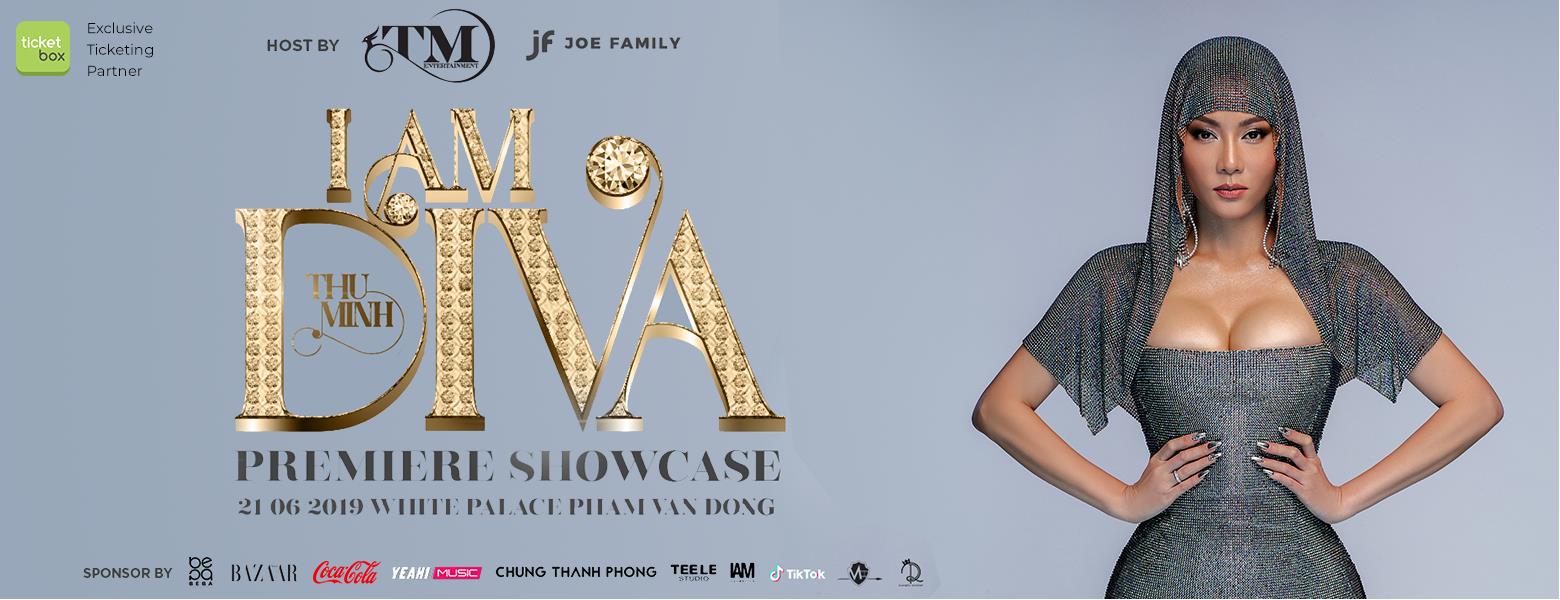 ticket
box
Exclusive
Ticketing
Partner
HOST BY
TM
ENTERTAINMENT
jf JOE FAMILY
I AM
DIVA
THU
MINH
PREMIERE SHOWCASE
21 06 2019 WHITE PALACE PHAM VAN DONG
SPONSOR BY
BEBA
BAZAAR
Coca-Cola
YEAH1 MUSIC
CHUNG THANH PHONG
TEELE
STUDIO
IAM
TikTok